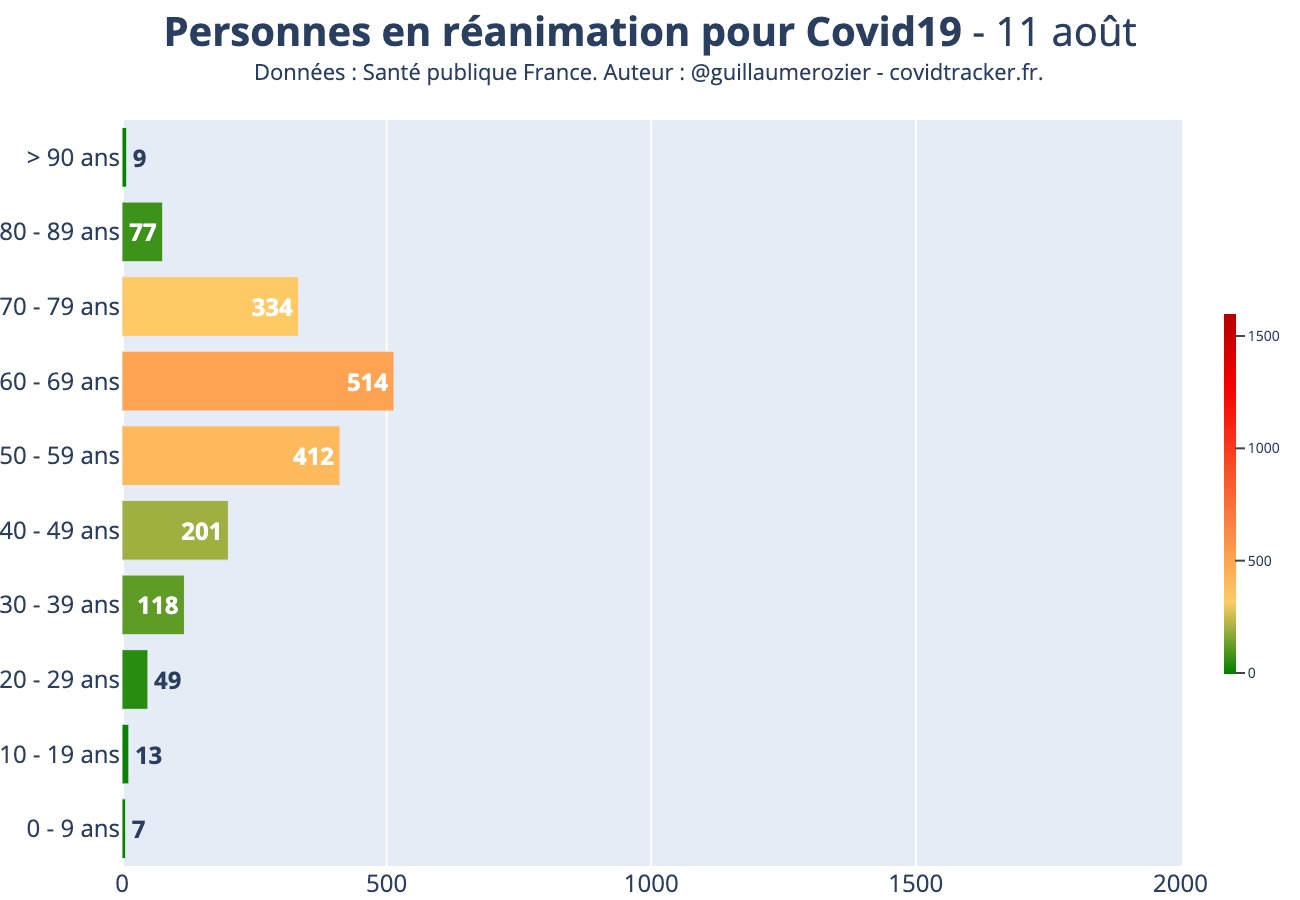 Personnes en réanimation pour Covid19 - 11 août
Données : Santé publique France. Auteur : @guillaumerozier - covidtracker.fr.
> 90 ans 9
80 - 89 ans 77
70 - 79 ans 334
60 - 69 ans 514
50 - 59 ans 412
40 - 49 ans 201
30 - 39 ans 118
20 - 29 ans 49
10 - 19 ans 13
0 - 9 ans 7
0 500 1000 1500 2000
1500
1000
500
0